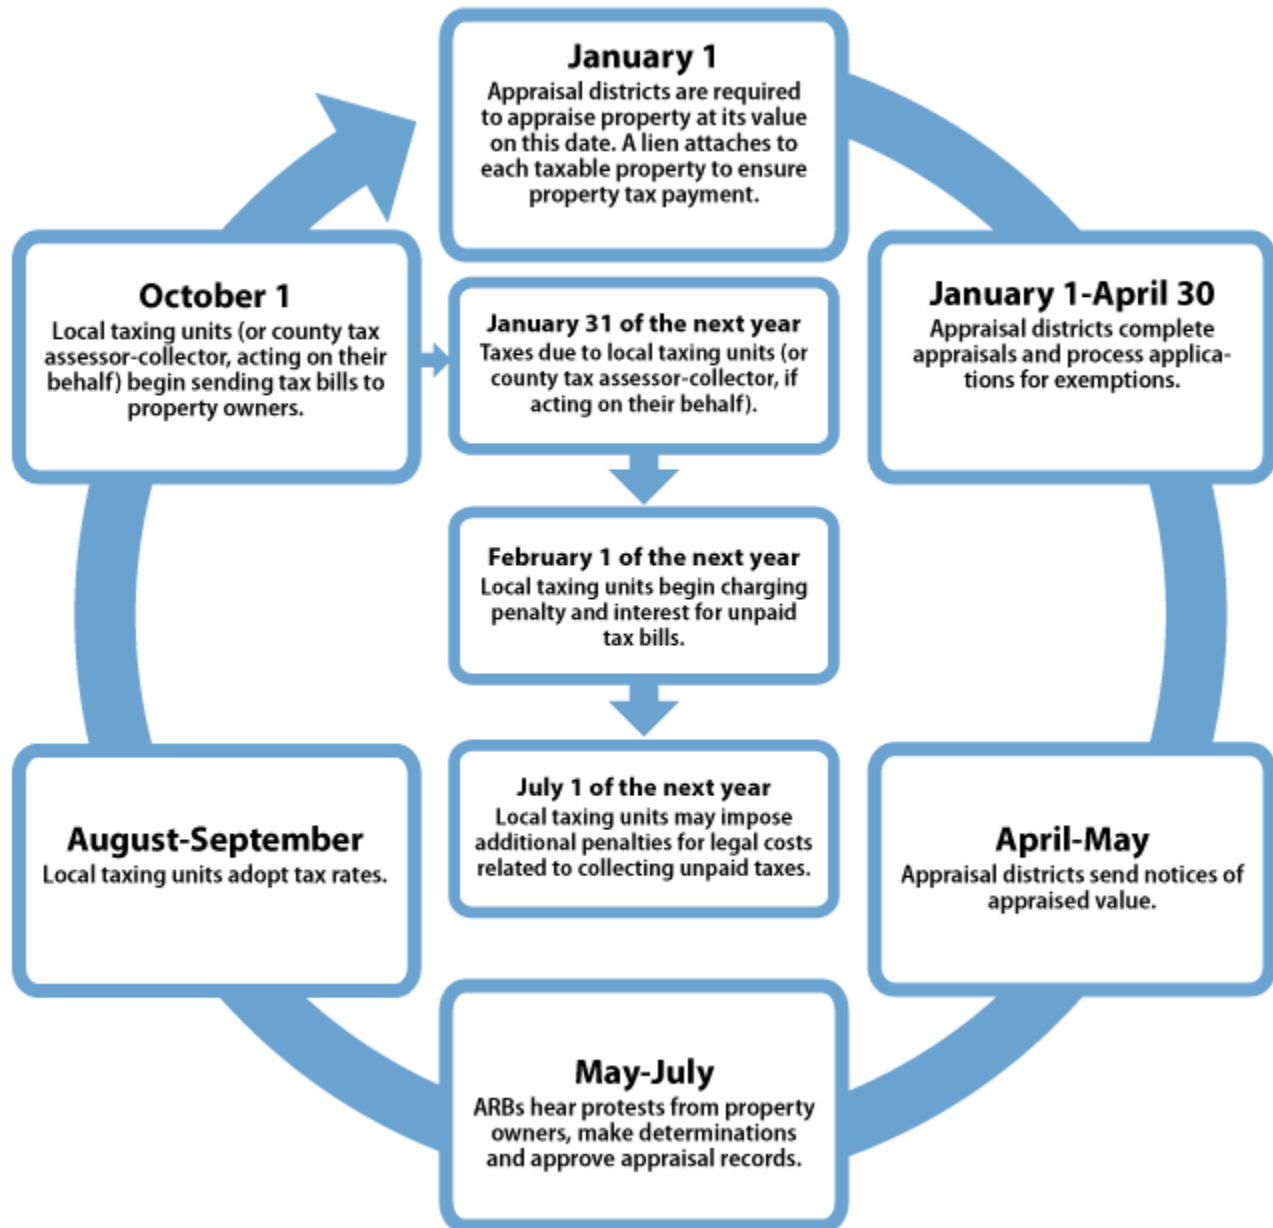 January 1
Appraisal districts are required
to appraise property at its value
on this date. A lien attaches to
each taxable property to ensure
property tax payment.
January 1-April 30
Appraisal districts complete
appraisals and process applica-
tions for exemptions.
April-May
Appraisal districts send notices of
appraised value.
May-July
ARBs hear protests from property
owners, make determinations
and approve appraisal records.
August-September
Local taxing units adopt tax rates.
October 1
Local taxing units (or county tax
assessor-collector, acting on their
behalf) begin sending tax bills to
property owners.
January 31 of the next year
Taxes due to local taxing units (or
county tax assessor-collector, if
acting on their behalf).
February 1 of the next year
Local taxing units begin charging
penalty and interest for unpaid
tax bills.
July 1 of the next year
Local taxing units may impose
additional penalties for legal costs
related to collecting unpaid taxes.